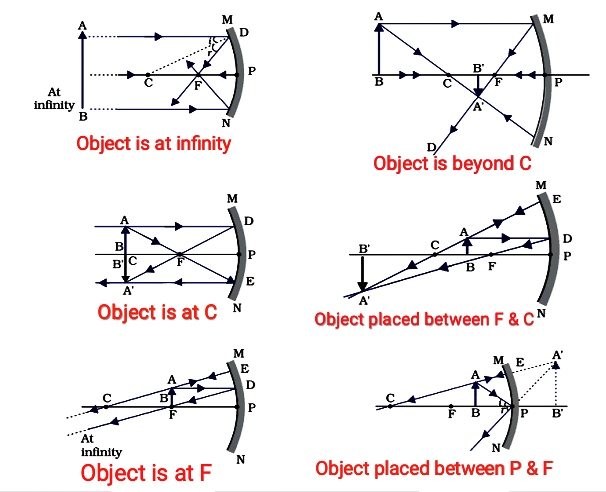 M
A
D
i
r
C
F
P
At
infinity
B
N
Object is at infinity
A
M
B'
B
C
F
P
A'
D
N
Object is beyond C
M
A
D
B
B'
C
F
P
A'
E
N
Object is at C
M
E
A
D
B'
C
B
F
P
A'
N
Object placed between F & C
M
E
A
D
C
B
F
P
At
infinity
N
Object is at F
M
E
A'
A
C
F
B
P
B'
N
Object placed between P & F